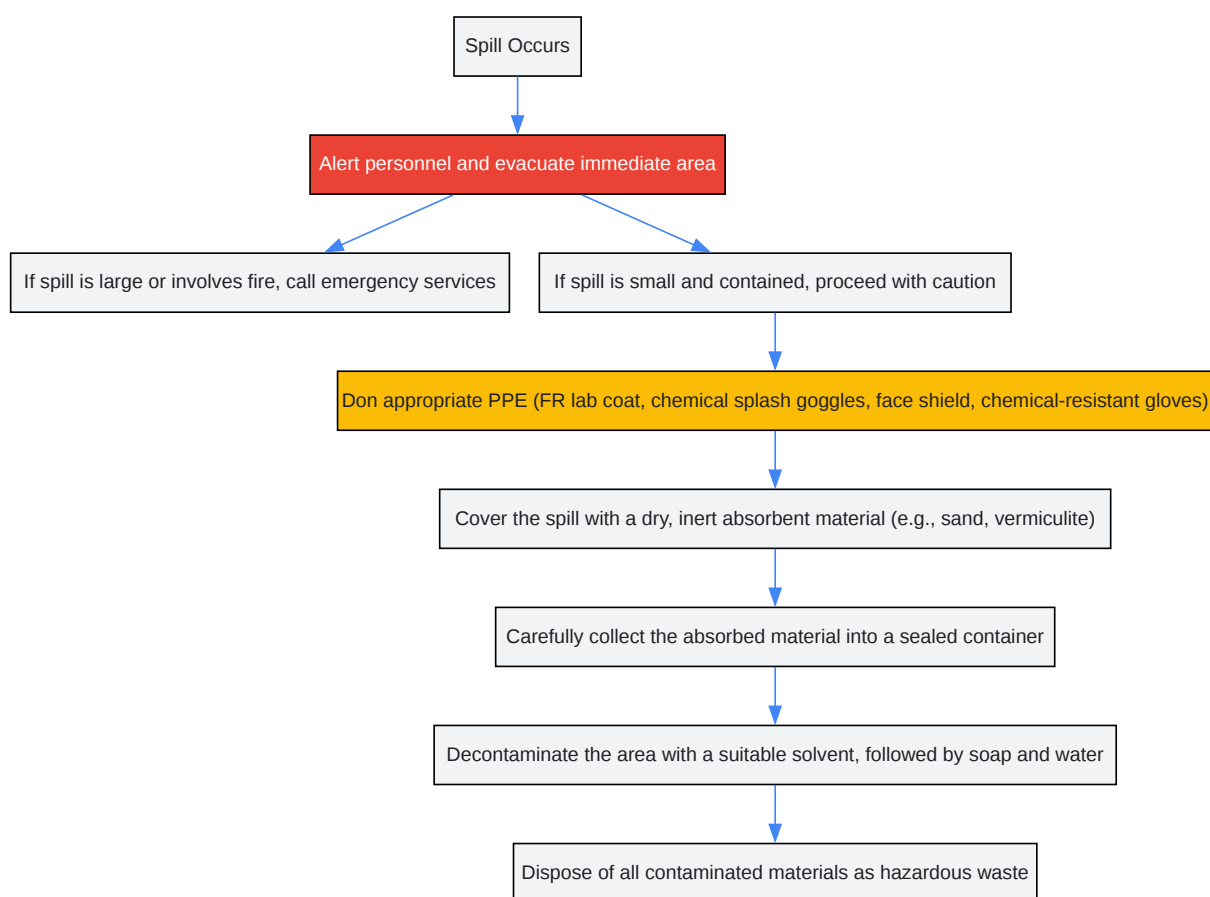 Spill Occurs
Alert personnel and evacuate immediate area
If spill is large or involves fire, call emergency services
If spill is small and contained, proceed with caution
Don appropriate PPE (FR lab coat, chemical splash goggles, face shield, chemical-resistant gloves)
Cover the spill with a dry, inert absorbent material (e.g., sand, vermiculite)
Carefully collect the absorbed material into a sealed container
Decontaminate the area with a suitable solvent, followed by soap and water
Dispose of all contaminated materials as hazardous waste